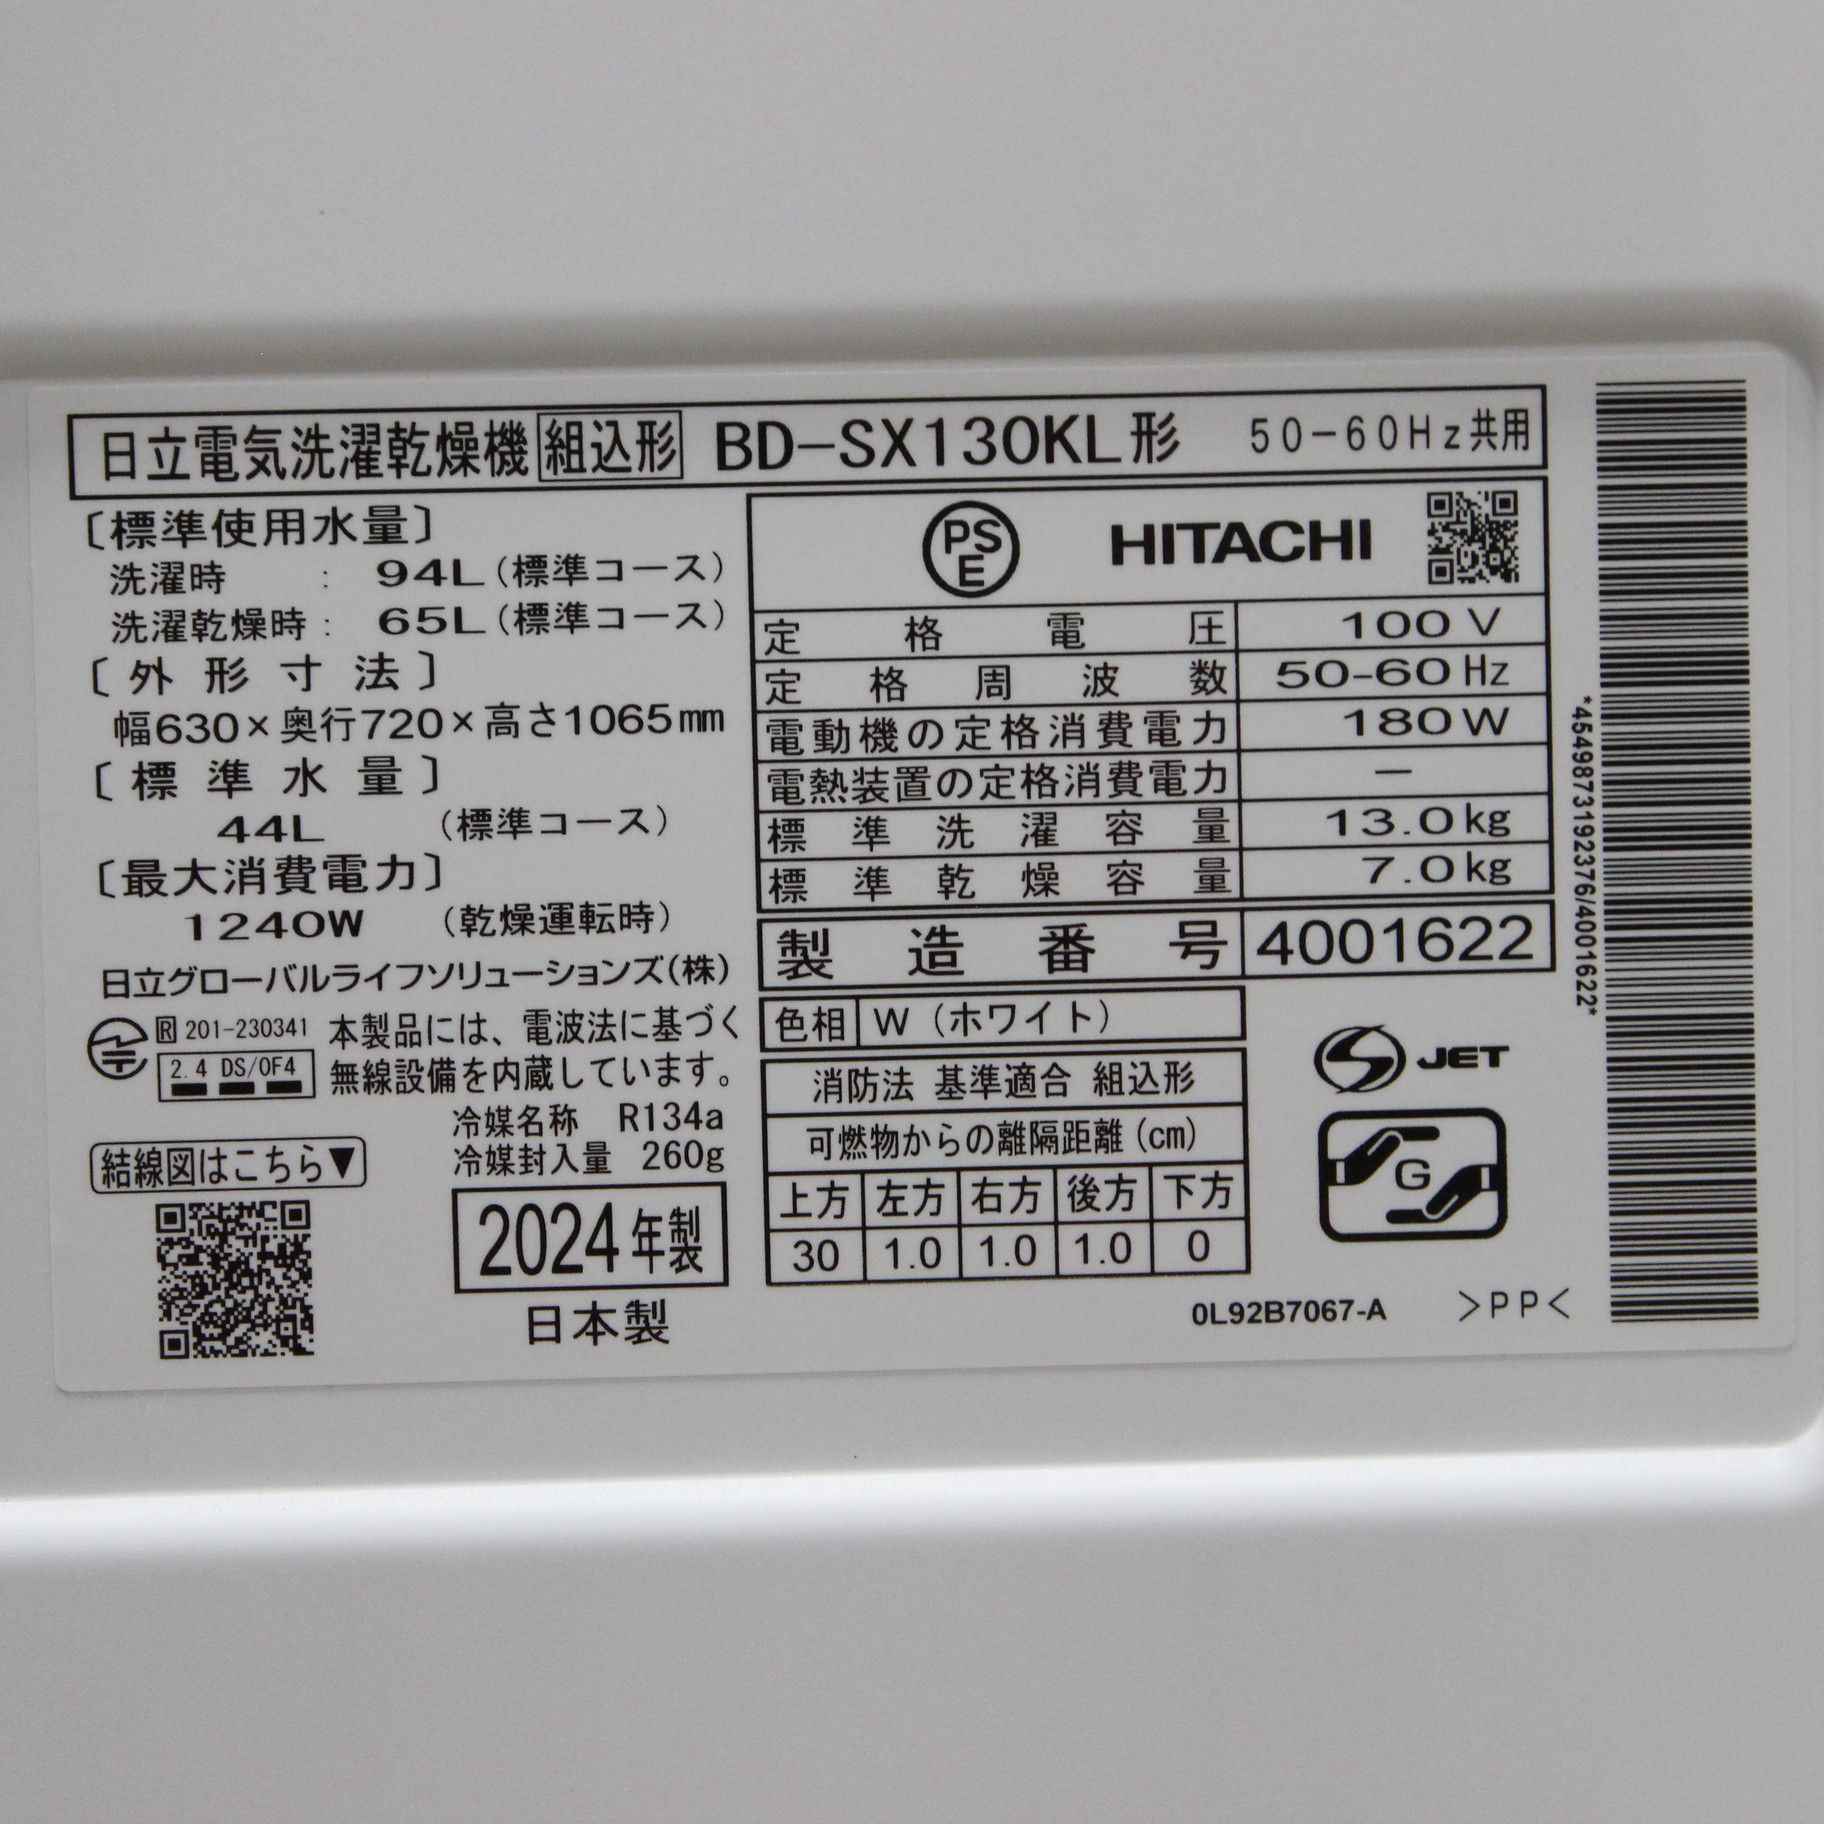 日立電気洗濯乾燥機 組込形 BD-SX130KL形 50-60Hz共用
〔標準使用水量〕
洗濯時 : 94L(標準コース)
洗濯乾燥時: 65L(標準コース)
〔外形寸法〕
幅630×奥行720×高さ1065mm
〔標準水量〕
44L (標準コース)
〔最大消費電力〕
1240W (乾燥運転時)
日立グローバルライフソリューションズ(株)
R 201-230341
2.4 DS/OF4
本製品には、電波法に基づく
無線設備を内蔵しています。
冷媒名称 R134a
冷媒封入量 260g
結線図はこちら▼
2024年製
日本製
PSE HITACHI
定格電圧 100V
定格周波数 50-60Hz
電動機の定格消費電力 180W
電熱装置の定格消費電力 −
標準洗濯容量 13.0kg
標準乾燥容量 7.0kg
製造番号 4001622
色相 W(ホワイト)
消防法 基準適合 組込形
可燃物からの離隔距離(cm)
上方 左方 右方 後方 下方
30 1.0 1.0 1.0 0
JET
G
0L92B7067-A >PP<
*4549873192376/4001622*